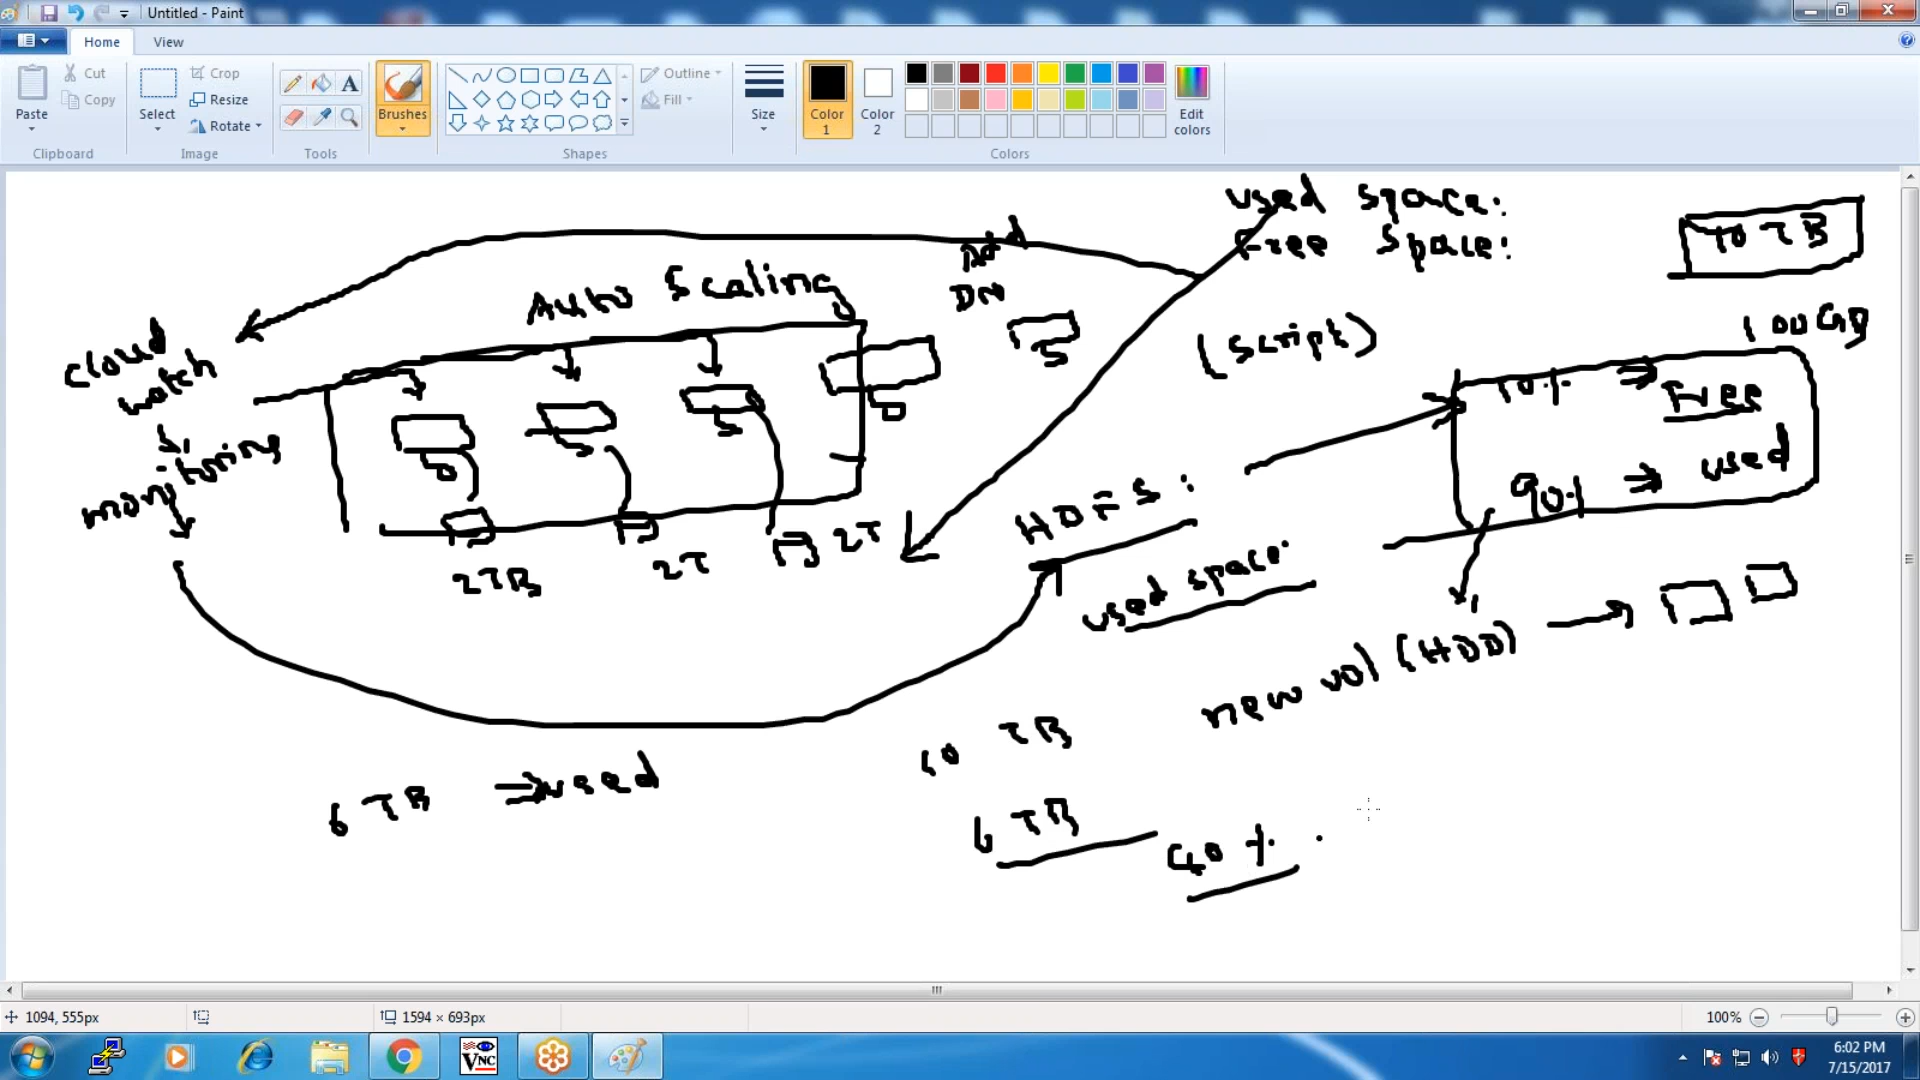 Untitled - Paint
Home
View
Paste
Cut
Copy
Clipboard
Select
Crop
Resize
Rotate
Image
Tools
Brushes
Shapes
Outline
Fill
Size
Color 1
Color 2
Edit colors
Colors
used space:
Free space:
10 TB
Add
DN
Auto Scaling
100GB
(script)
cloud
watch
10% ⇒ Free
monitoring
90% ⇒ used
HDFS:
2TB
2T
2T
used space:
new vol (HDD)
10 TB
6 TB ⇒ used
6 TB
40%
1094, 555px
1594 × 693px
100%
VNC
6:02 PM
7/15/2017